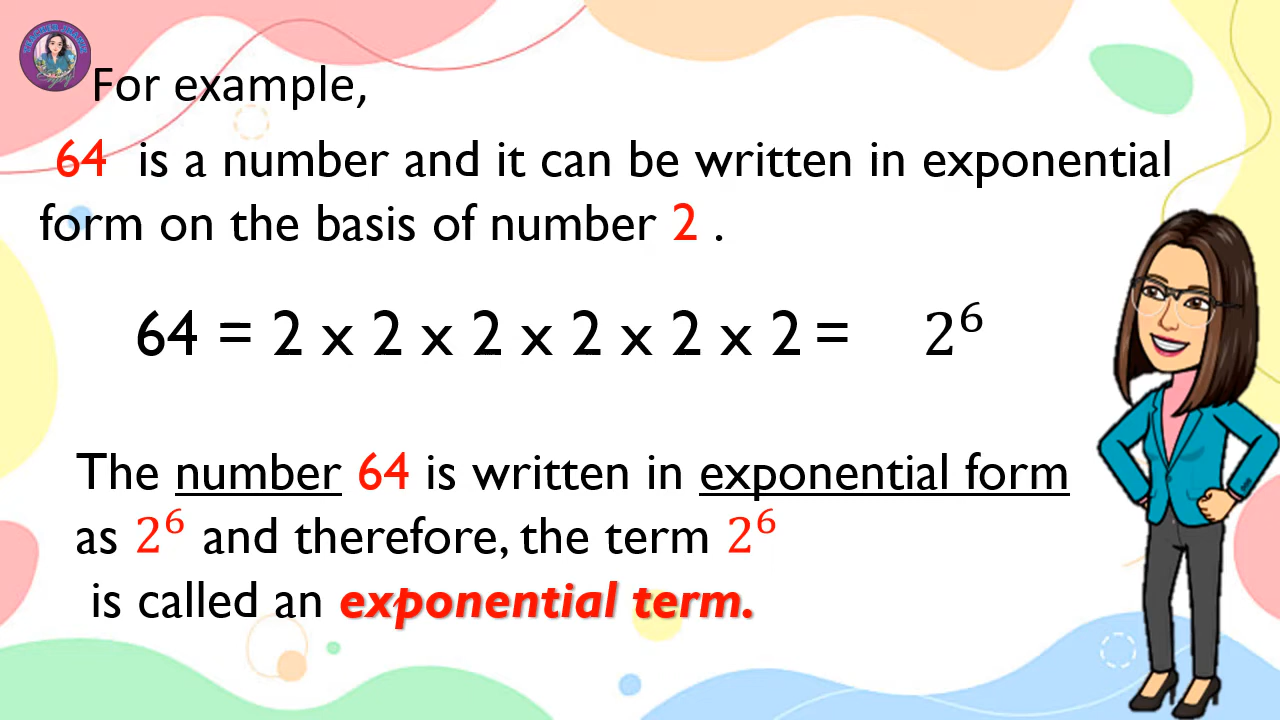 For example,
64 is a number and it can be written in exponential
form on the basis of number 2 .
64 = 2 x 2 x 2 x 2 x 2 x 2 = 2⁶
The number 64 is written in exponential form
as 2⁶ and therefore, the term 2⁶
is called an exponential term.